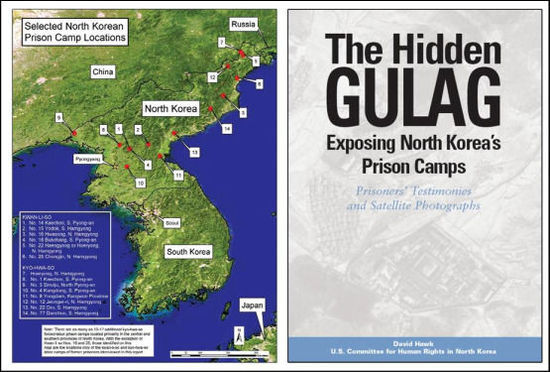 Selected North Korean
Prison Camp Locations
Russia
China
North Korea
Pyongyang
Seoul
South Korea
Japan
N
1
2
3
4
5
6
7
8
9
10
11
12
13
14
KWAN-LI-SO
1. No. 14 Kaechon, S. Pyong-an
2. No. 15 Yodok, S. Hamgyong
3. No. 16 Hwasong, N. Hamgyong
4. No. 18 Bukchang, S. Pyong-an
5. No. 22 Haengyong or Hoeryong,
N. Hamgyong
6. No. 25 Chongjin, N. Hamgyong
KYO-HWA-SO
7. Hoeryong, N. Hamgyong
8. No. 1 Kaechon, S. Pyong-an
9. No. 3 Sinuiju, North Pyong-an
10. No. 4 Kangdong, S. Pyong-an
11. No. 8 Yongdam, Kangwon Province
12. No. 12 N. Hamgyong
13. No. 22 Oro, S. Hamgyong
14. No. 77 Danchun, S. Hamgyong
The Hidden
GULAG
Exposing North Korea's
Prison Camps
Prisoners' Testimonies
and Satellite Photographs
David Hawk
U.S. Committee for Human Rights in North Korea